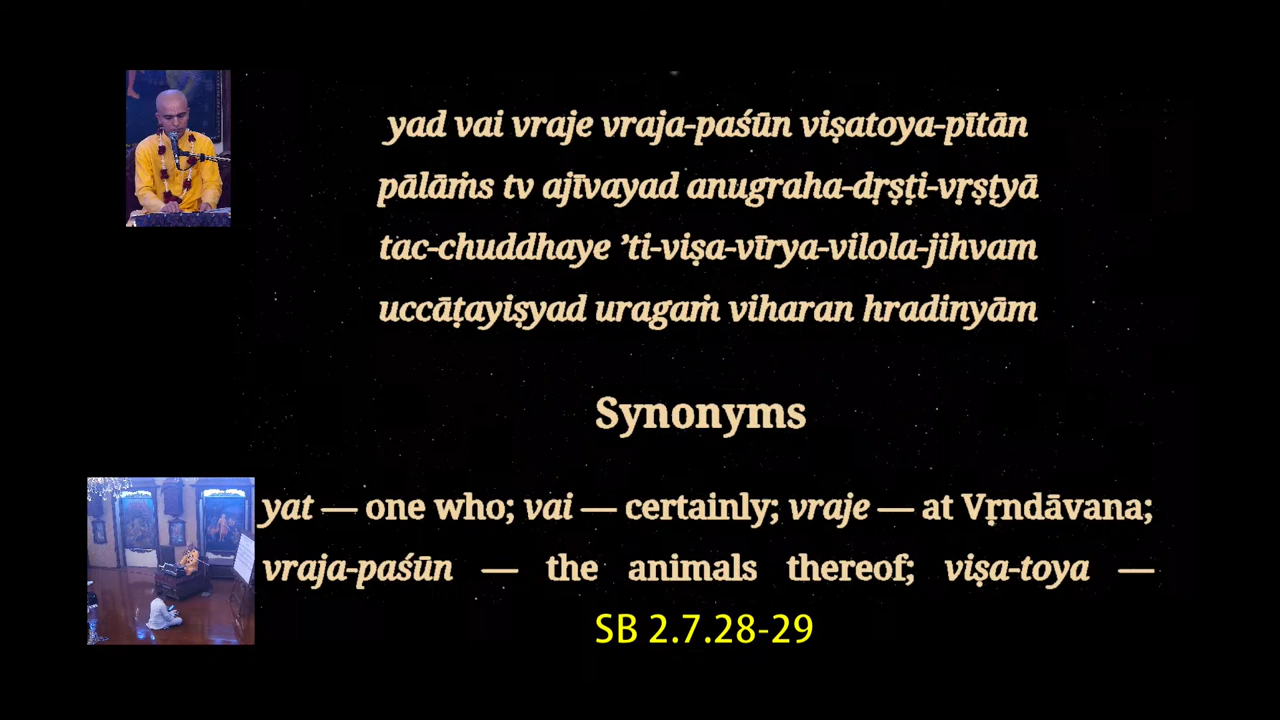 yad vai vraje vraja-paśūn viṣatoya-pītān
pālāṁs tv ajīvayad anugraha-dṛṣṭi-vṛṣṭyā
tac-chuddhaye ’ti-viṣa-vīrya-vilola-jihvam
uccāṭayiṣyad uragaṁ viharan hradinyām
Synonyms
yat — one who; vai — certainly; vraje — at Vṛndāvana;
vraja-paśūn — the animals thereof; viṣa-toya —
SB 2.7.28-29